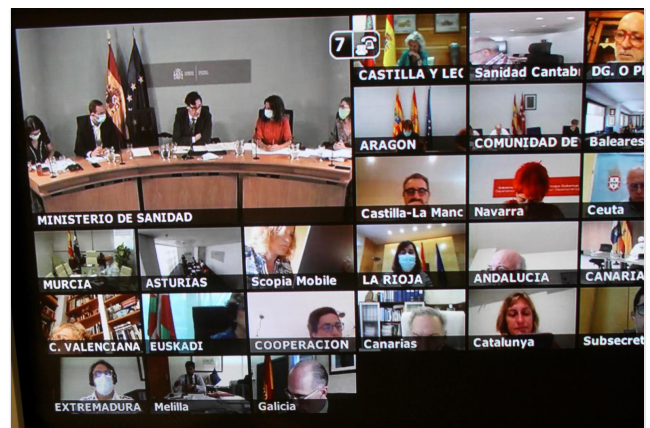 7
CASTILLA Y LEO
Sanidad Cantab
DG. O P
ARAGON
COMUNIDAD DE
Baleares
MINISTERIO DE SANIDAD
Castilla-La Manc
Navarra
Ceuta
MURCIA
ASTURIAS
Scopia Mobile
LA RIOJA
ANDALUCIA
CANARIA
C. VALENCIANA
EUSKADI
COOPERACION
Canarias
Catalunya
Subsecret
EXTREMADURA
Melilla
Galicia